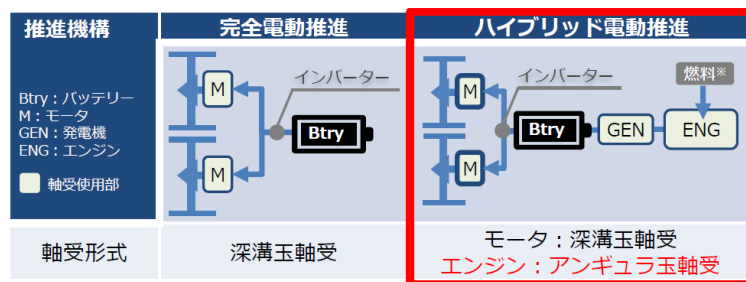 推進機構
完全電動推進
ハイブリッド電動推進
Btry：バッテリー
M：モータ
GEN：発電機
ENG：エンジン
軸受使用部
M
インバーター
Btry
M
M
インバーター
燃料※
Btry
GEN
ENG
M
軸受形式
深溝玉軸受
モータ：深溝玉軸受
エンジン：アンギュラ玉軸受